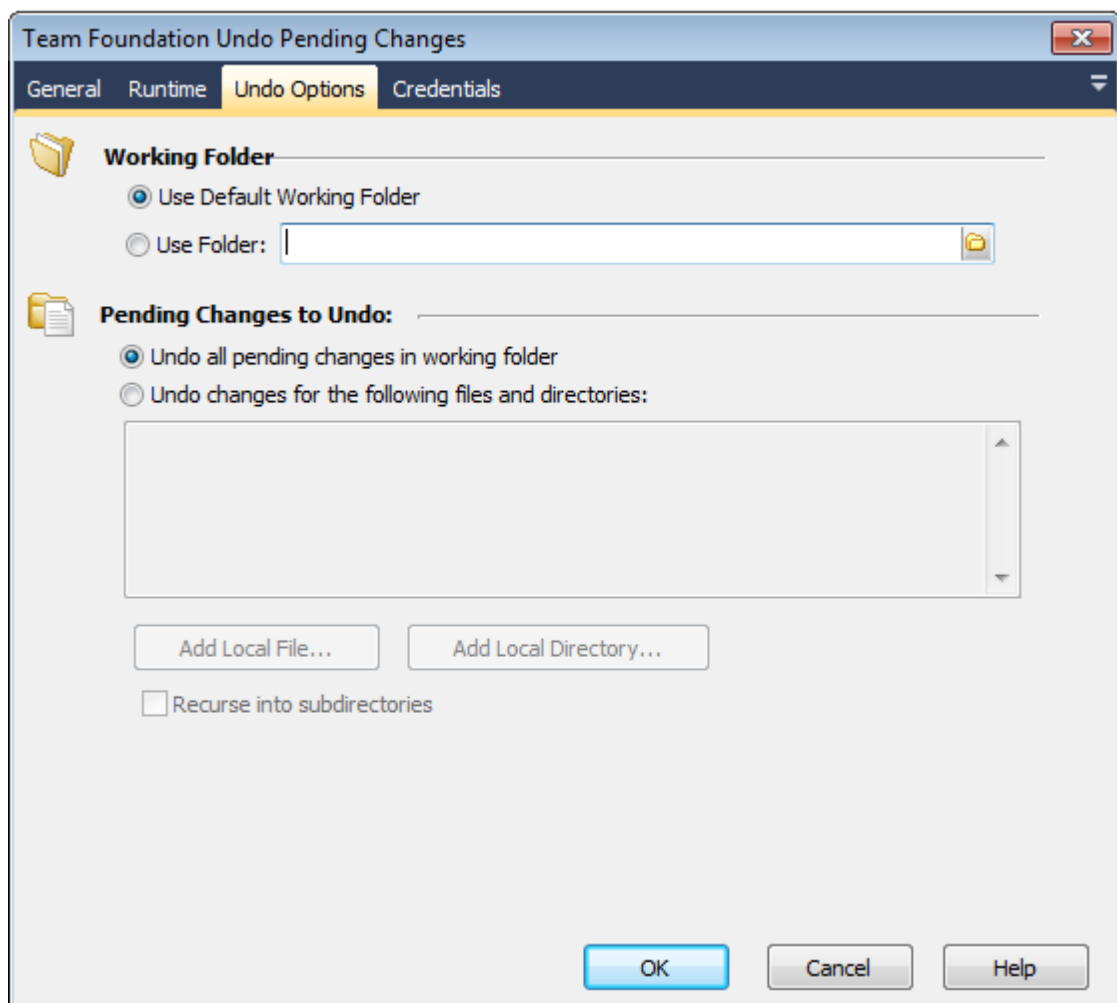 Team Foundation Undo Pending Changes
General Runtime Undo Options Credentials
Working Folder
Use Default Working Folder
Use Folder:
Pending Changes to Undo:
Undo all pending changes in working folder
Undo changes for the following files and directories:
Add Local File... Add Local Directory...
Recurse into subdirectories
OK Cancel Help